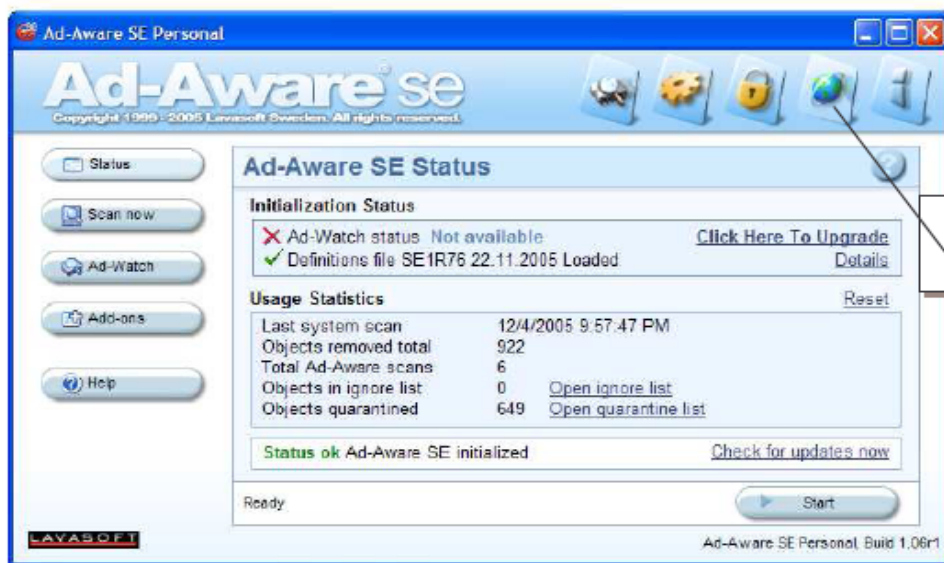 Ad-Aware SE Personal
Ad-Aware SE
Copyright 1999 - 2005 Lavasoft Sweden. All rights reserved.
Status
Scan now
Ad-Watch
Add-ons
Help
Ad-Aware SE Status
?
Initialization Status
Ad-Watch status Not available Click Here To Upgrade
Definitions file SE1R76 22.11.2005 Loaded Details
Usage Statistics Reset
Last system scan 12/4/2005 9:57:47 PM
Objects removed total 922
Total Ad-Aware scans 6
Objects in ignore list 0 Open ignore list
Objects quarantined 649 Open quarantine list
Status ok Ad-Aware SE initialized Check for updates now
Ready Start
LAVASOFT
Ad-Aware SE Personal, Build 1.06r1